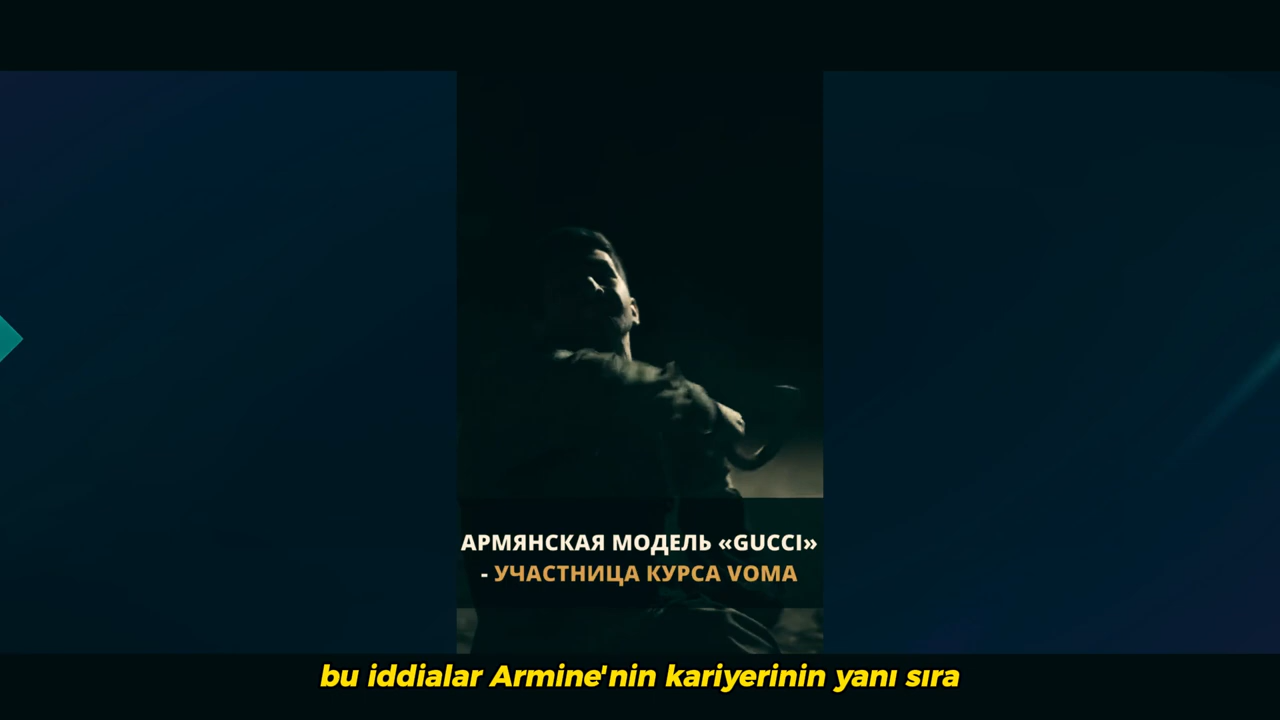 АРМЯНСКАЯ МОДЕЛЬ «GUCCI»
- УЧАСТНИЦА КУРСА VOMA
bu iddialar Armine'nin kariyerinin yanı sıra